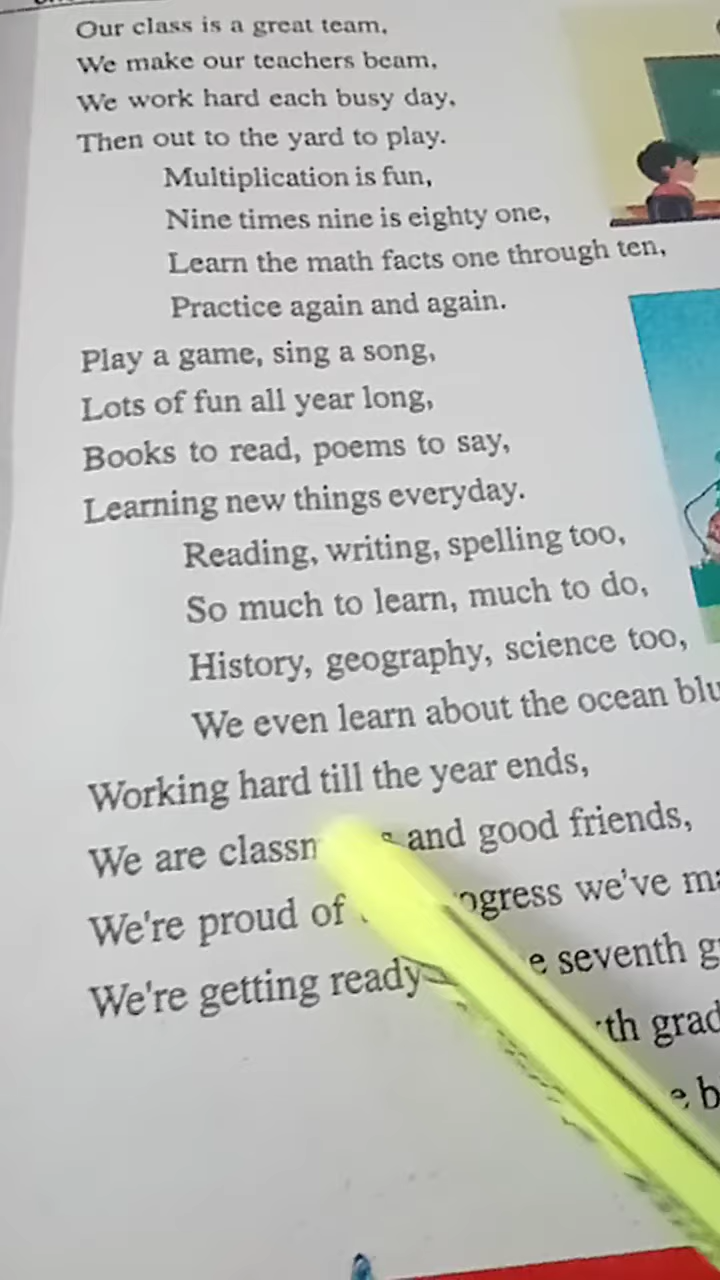 Our class is a great team,
We make our teachers beam,
We work hard each busy day,
Then out to the yard to play.
Multiplication is fun,
Nine times nine is eighty one,
Learn the math facts one through ten,
Practice again and again.
Play a game, sing a song,
Lots of fun all year long,
Books to read, poems to say,
Learning new things everyday.
Reading, writing, spelling too,
So much to learn, much to do,
History, geography, science too,
We even learn about the ocean
Working hard till the year ends,
We are and good friends,
We're proud of we've
We're getting ready seventh